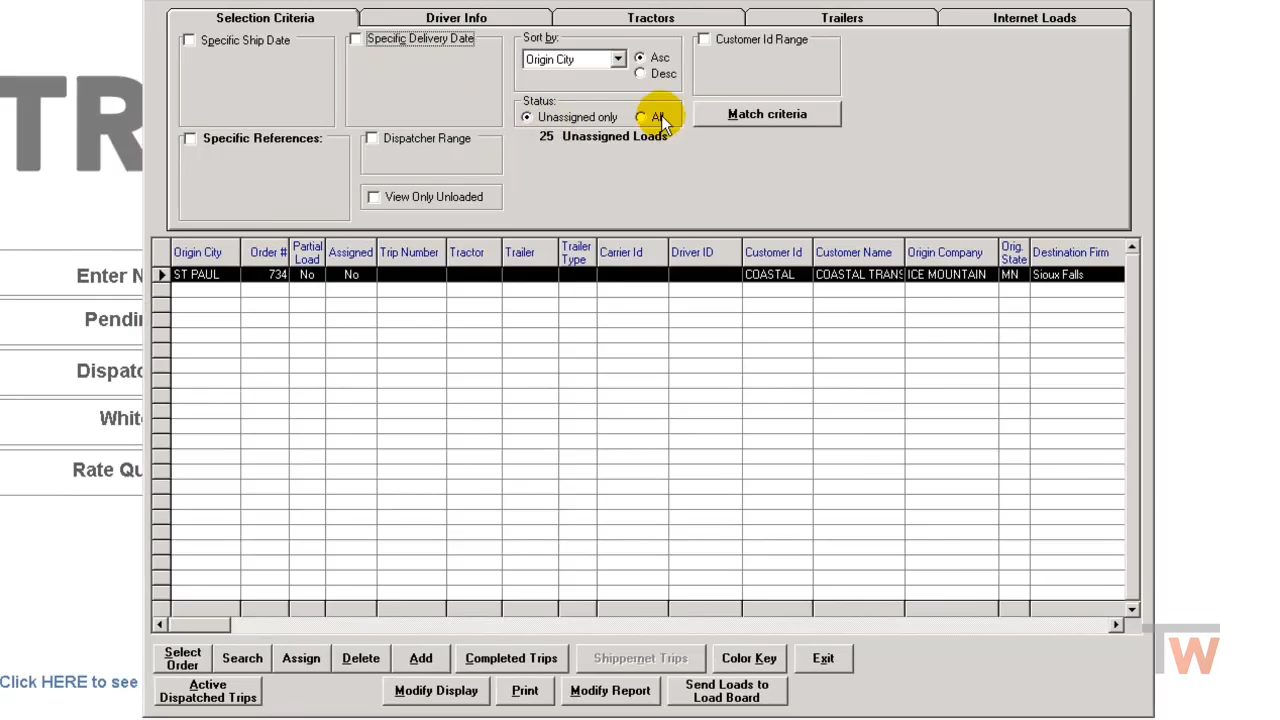 Selection Criteria
Driver Info
Tractors
Trailers
Internet Loads
Specific Ship Date
Specific Delivery Date
Sort by:
Origin City
Asc
Desc
Customer Id Range
Status:
Unassigned only
All
Match criteria
25 Unassigned Loads
Specific References:
Dispatcher Range
View Only Unloaded
TR
Enter N
Pendin
Dispatc
White
Rate Qu
Click HERE to see
Origin City Order # Partial Load Assigned Trip Number Tractor Trailer Trailer Type Carrier Id Driver ID Customer Id Customer Name Origin Company Orig. State Destination Firm
ST PAUL 734 No No COASTAL COASTAL TRANS ICE MOUNTAIN MN Sioux Falls
Select Order
Search
Assign
Delete
Add
Completed Trips
Shippernet Trips
Color Key
Exit
Active Dispatched Trips
Modify Display
Print
Modify Report
Send Loads to Load Board
TW